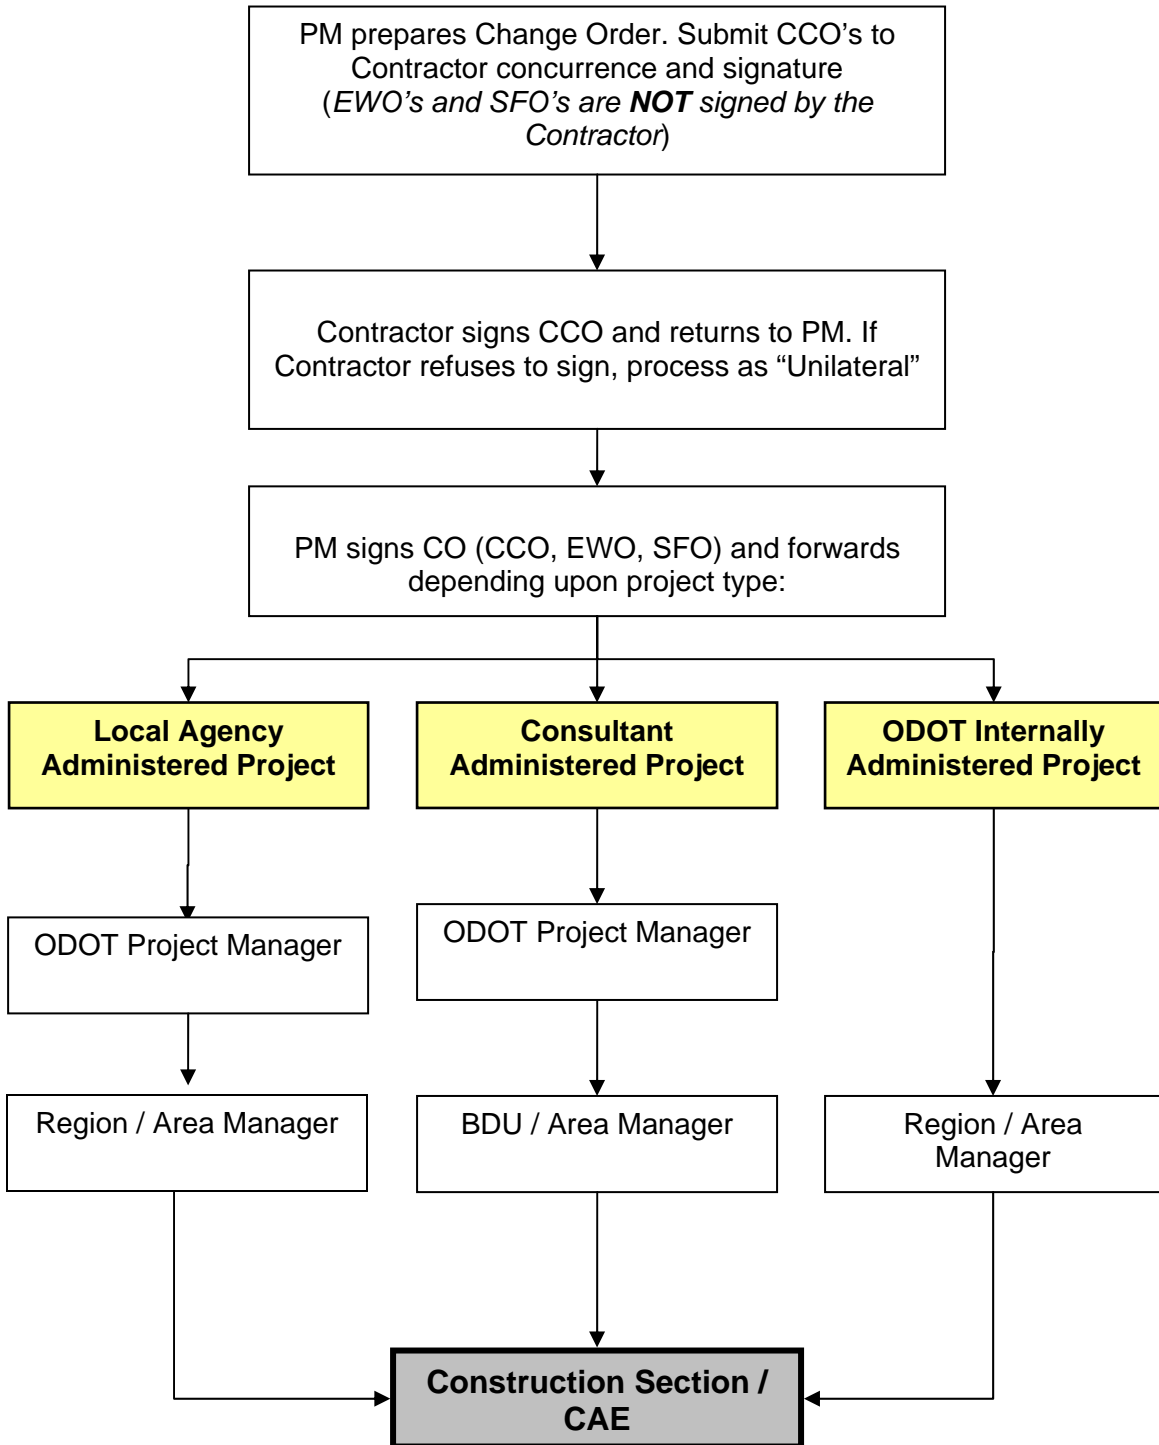 PM prepares Change Order. Submit CCO’s to
Contractor concurrence and signature
(EWO’s and SFO’s are NOT signed by the
Contractor)
Contractor signs CCO and returns to PM. If
Contractor refuses to sign, process as “Unilateral”
PM signs CO (CCO, EWO, SFO) and forwards
depending upon project type:
Local Agency
Administered Project
Consultant
Administered Project
ODOT Internally
Administered Project
ODOT Project Manager
ODOT Project Manager
Region / Area Manager
BDU / Area Manager
Region / Area
Manager
Construction Section /
CAE